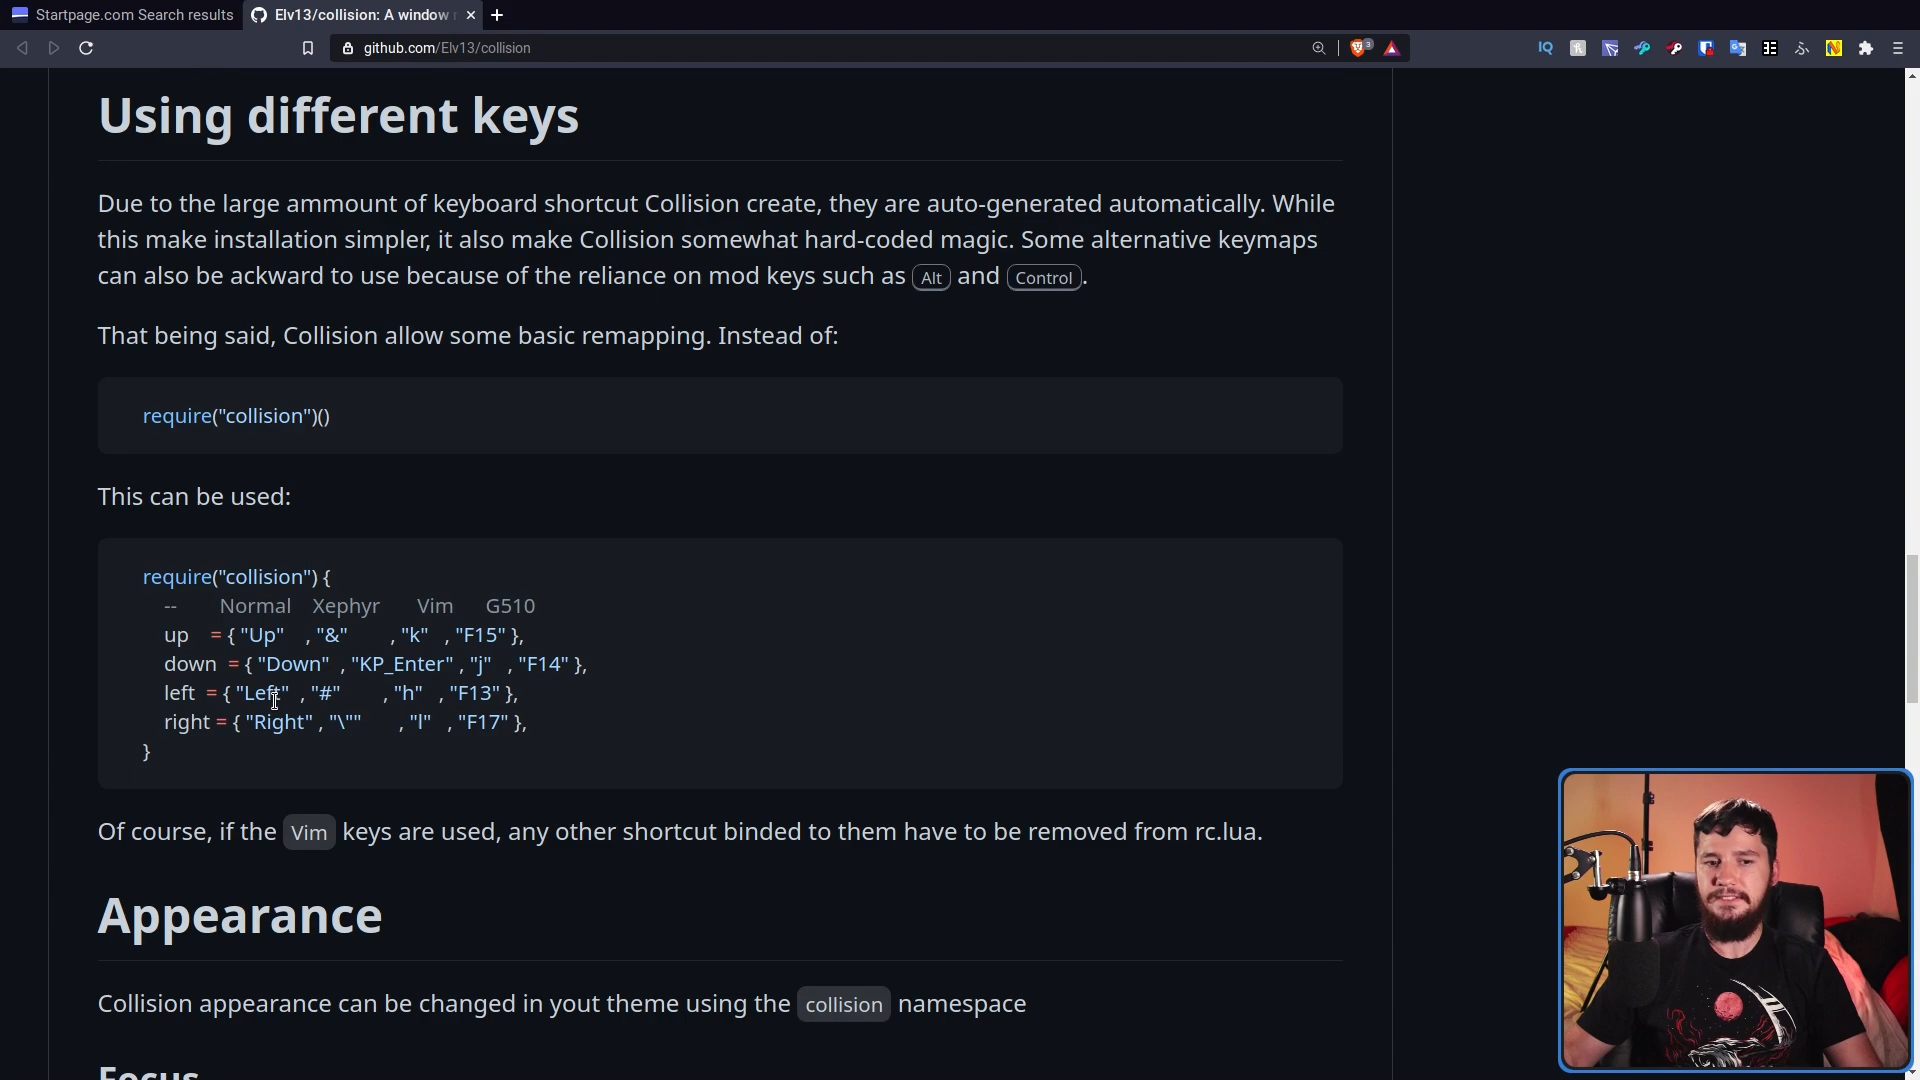 Startpage.com Search results
Elv13/collision: A window
github.com/Elv13/collision
3
IQ
Using different keys
Due to the large ammount of keyboard shortcut Collision create, they are auto-generated automatically. While
this make installation simpler, it also make Collision somewhat hard-coded magic. Some alternative keymaps
can also be ackward to use because of the reliance on mod keys such as Alt and Control.
That being said, Collision allow some basic remapping. Instead of:
require("collision")()
This can be used:
require("collision") {
-- Normal Xephyr Vim G510
up = { "Up" , "&" , "k" , "F15" },
down = { "Down" , "KP_Enter" , "j" , "F14" },
left = { "Left" , "#" , "h" , "F13" },
right = { "Right" , "\"" , "l" , "F17" },
}
Of course, if the Vim keys are used, any other shortcut binded to them have to be removed from rc.lua.
Appearance
Collision appearance can be changed in yout theme using the collision namespace
Focus